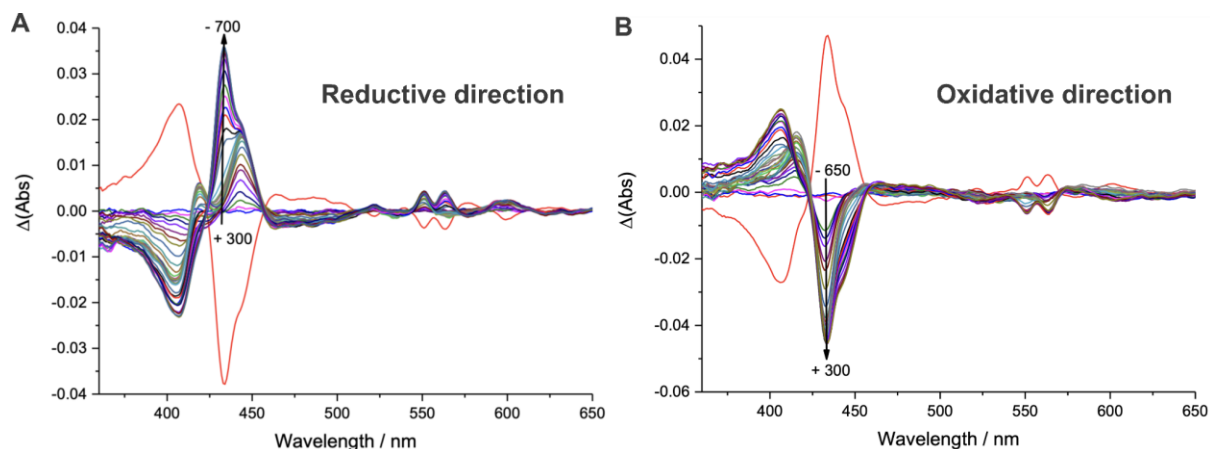 A
- 700
Reductive direction
+ 300
0.04
0.03
0.02
0.01
0.00
-0.01
-0.02
-0.03
-0.04
Δ(Abs)
400 450 500 550 600 650
Wavelength / nm
B
Oxidative direction
- 650
+ 300
0.04
0.02
0.00
-0.02
-0.04
-0.06
Δ(Abs)
400 450 500 550 600 650
Wavelength / nm